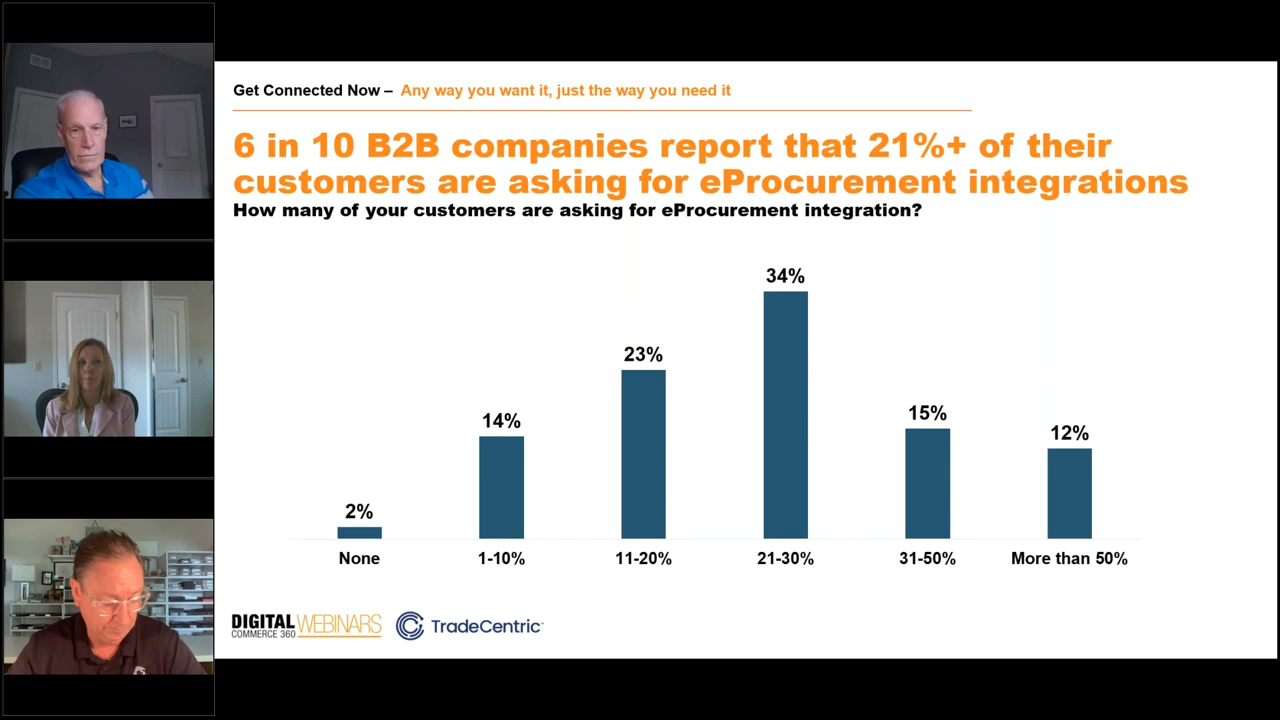 Get Connected Now – Any way you want it, just the way you need it
6 in 10 B2B companies report that 21%+ of their
customers are asking for eProcurement integrations
How many of your customers are asking for eProcurement integration?
34%
23%
15%
14%
12%
2%
None 1-10% 11-20% 21-30% 31-50% More than 50%
DIGITAL WEBINARS
COMMERCE 360
TradeCentric